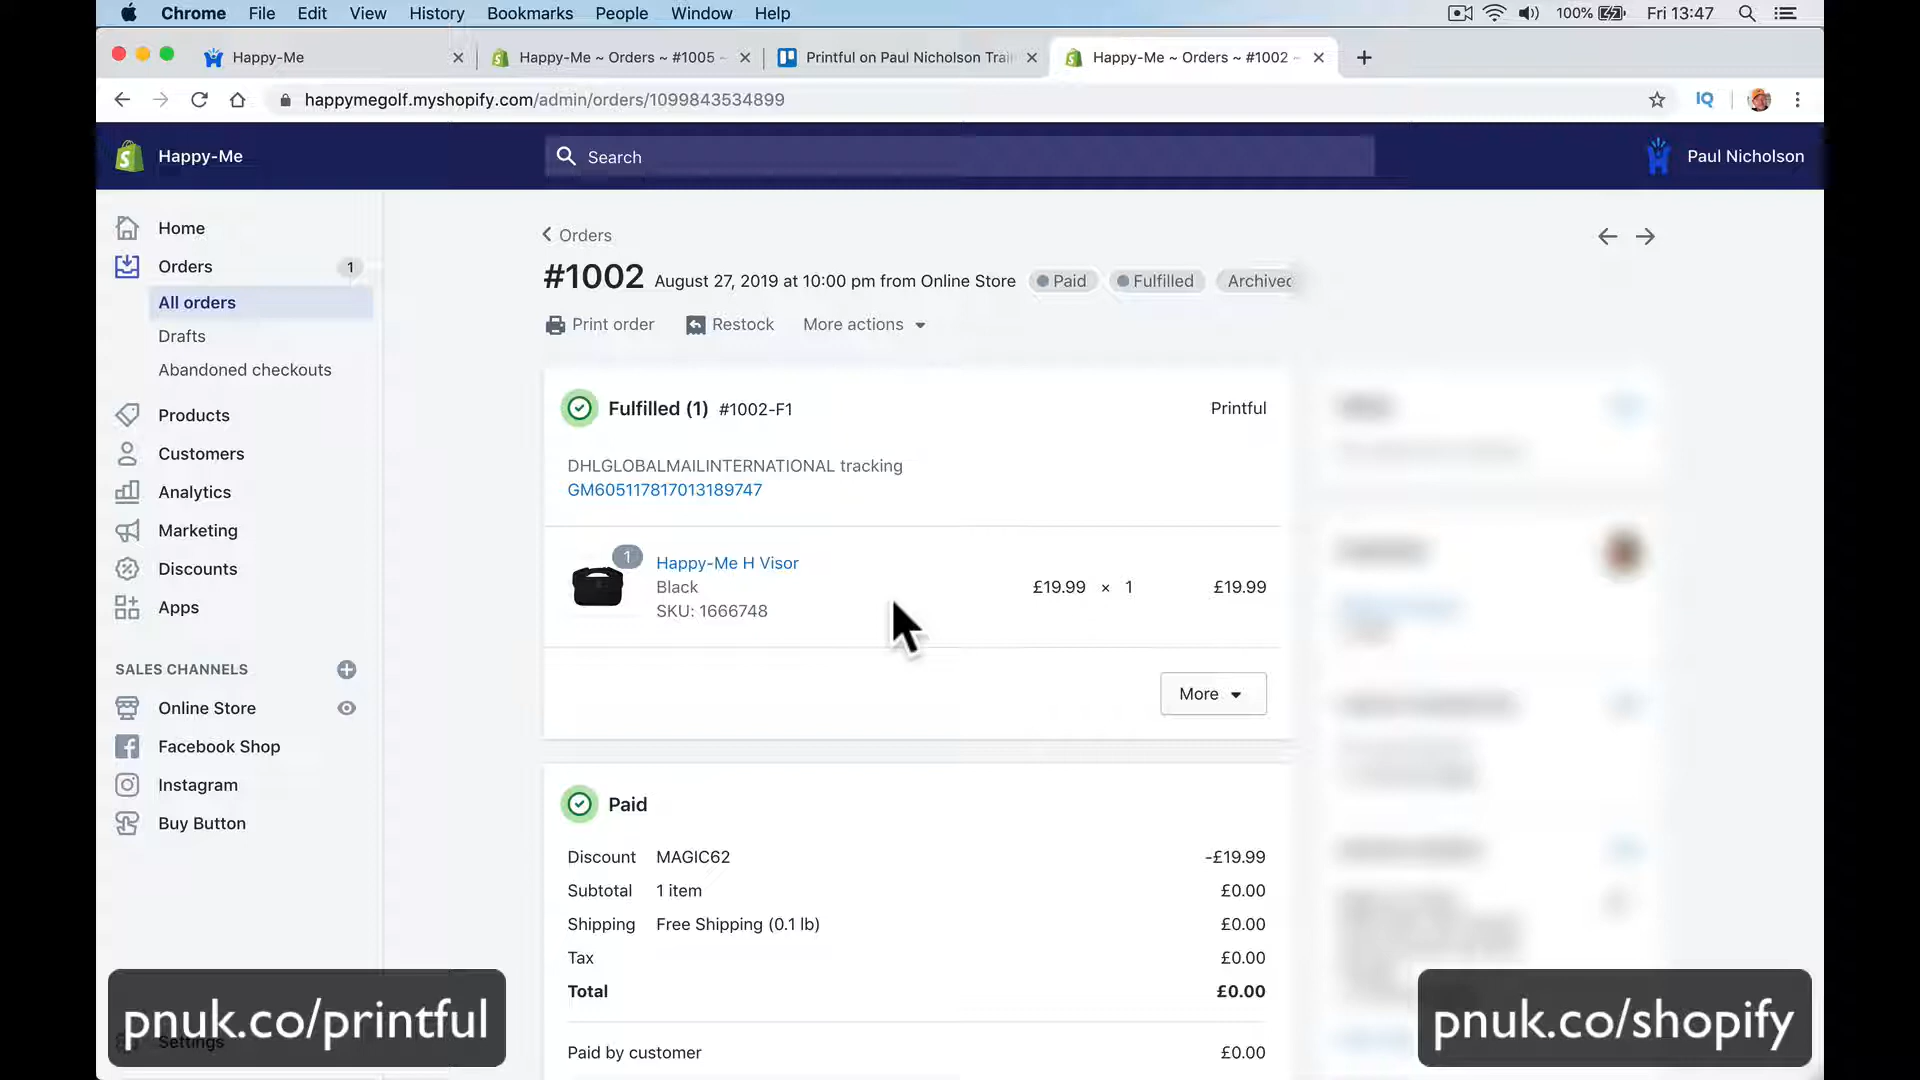 Chrome File Edit View History Bookmarks People Window Help 100% Fri 13:47
Happy-Me Happy-Me ~ Orders ~ #1005 - Printful on Paul Nicholson Trai Happy-Me ~ Orders ~ #1002 -
happymegolf.myshopify.com/admin/orders/1099843534899 IQ
Happy-Me Search Paul Nicholson
Home
Orders 1
All orders
Drafts
Abandoned checkouts
Products
Customers
Analytics
Marketing
Discounts
Apps
SALES CHANNELS
Online Store
Facebook Shop
Instagram
Buy Button
Settings
Orders
#1002 August 27, 2019 at 10:00 pm from Online Store Paid Fulfilled Archived
Print order Restock More actions
Fulfilled (1) #1002-F1 Printful
DHLGLOBALMAILINTERNATIONAL tracking
GM605117817013189747
1 Happy-Me H Visor
Black £19.99 × 1 £19.99
SKU: 1666748
More
Paid
Discount MAGIC62 -£19.99
Subtotal 1 item £0.00
Shipping Free Shipping (0.1 lb) £0.00
Tax £0.00
Total £0.00
Paid by customer £0.00
pnuk.co/printful
pnuk.co/shopify